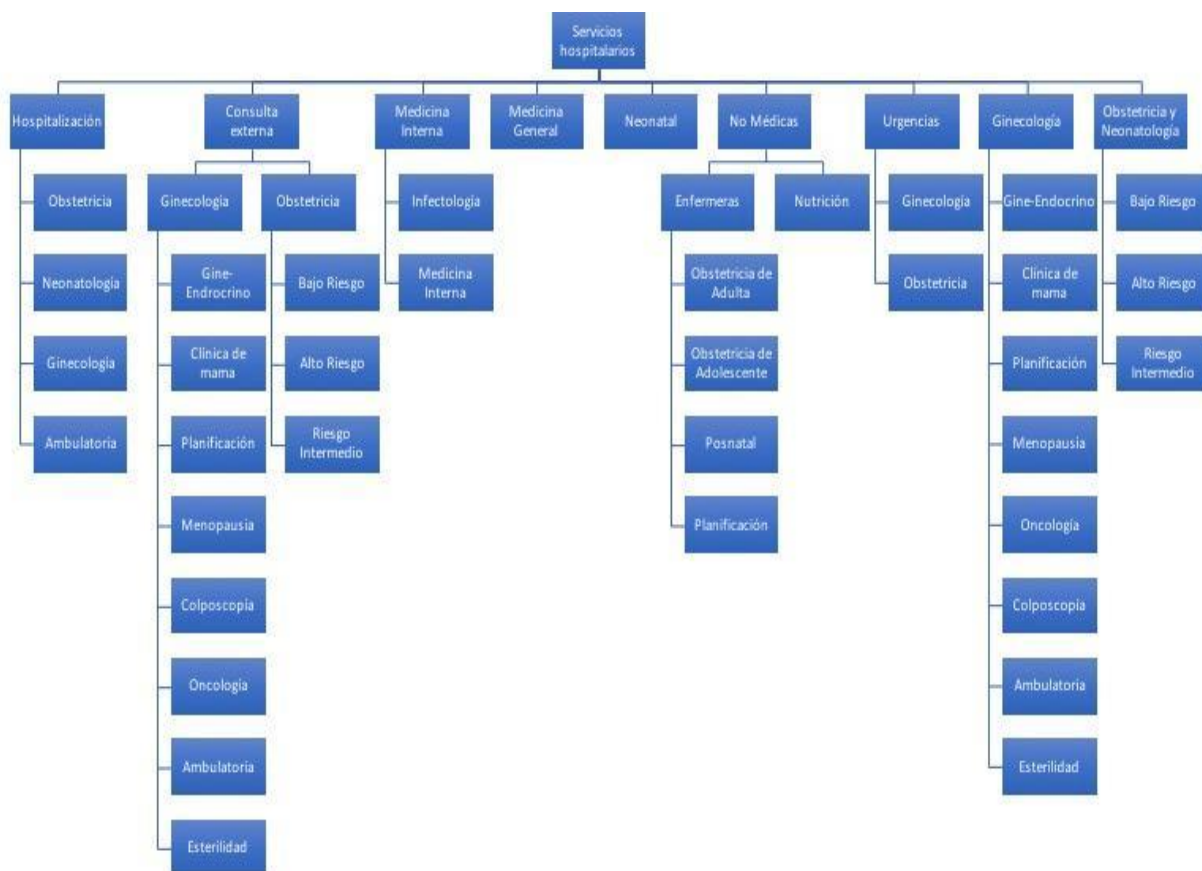 Servicios
hospitalarios
Hospitalización
Consulta
externa
Medicina
Interna
Medicina
General
Neonatal
No Médicas
Urgencias
Ginecología
Obstetricia y
Neonatología
Obstetricia
Neonatología
Ginecología
Ambulatoria
Ginecología
Gine-
Endrocrino
Clínica de
mama
Planificación
Menopausia
Colposcopía
Oncología
Ambulatoria
Esterilidad
Obstetricia
Bajo Riesgo
Alto Riesgo
Riesgo
Intermedio
Infectología
Medicina
Interna
Enfermeras
Obstetricia de
Adulta
Obstetricia de
Adolescente
Posnatal
Planificación
Nutrición
Ginecología
Obstetricia
Gine-Endocrino
Clínica de
mama
Planificación
Menopausia
Oncología
Colposcopía
Ambulatoria
Esterilidad
Bajo Riesgo
Alto Riesgo
Riesgo
Intermedio